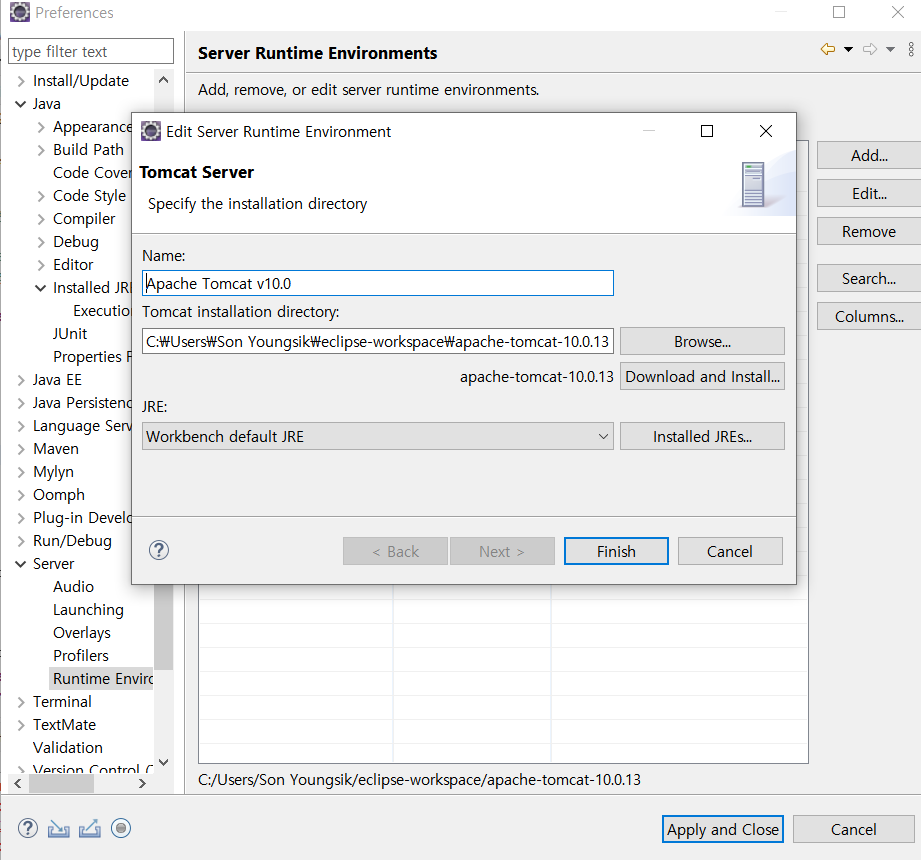 Preferences
type filter text
Server Runtime Environments
Add, remove, or edit server runtime environments.
Install/Update
Java
Appearance
Build Path
Code Cover
Code Style
Compiler
Debug
Editor
Installed JRE
Executio
JUnit
Properties F
Java EE
Java Persistenc
Language Serv
Maven
Mylyn
Oomph
Plug-in Develo
Run/Debug
Server
Audio
Launching
Overlays
Profilers
Runtime Enviro
Terminal
TextMate
Validation
Version Control (
Edit Server Runtime Environment
Tomcat Server
Specify the installation directory
Name:
Apache Tomcat v10.0
Tomcat installation directory:
C:₩Users₩Son Youngsik₩eclipse-workspace₩apache-tomcat-10.0.13
Browse...
apache-tomcat-10.0.13
Download and Install...
JRE:
Workbench default JRE
Installed JREs...
< Back
Next >
Finish
Cancel
Add...
Edit...
Remove
Search...
Columns...
C:/Users/Son Youngsik/eclipse-workspace/apache-tomcat-10.0.13
Apply and Close
Cancel